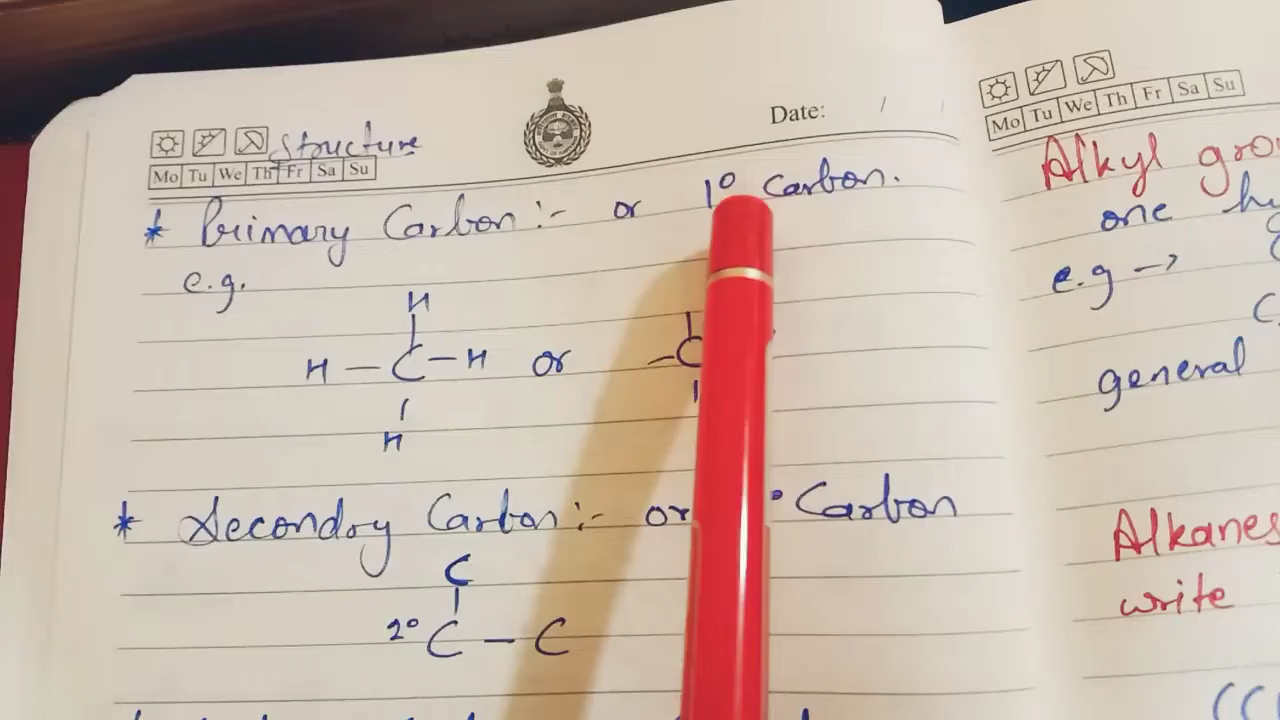 Structure
Date: / /
Mo Tu We Th Fr Sa Su
* Primary Carbon :- or 1° Carbon.
e.g.
H
H — C — H or — C
H
* Secondry Carbon :- or ° Carbon
C
2° C — C
Mo Tu We Th Fr Sa Su
Alkyl
one
e.g →
general
Alkanes
write